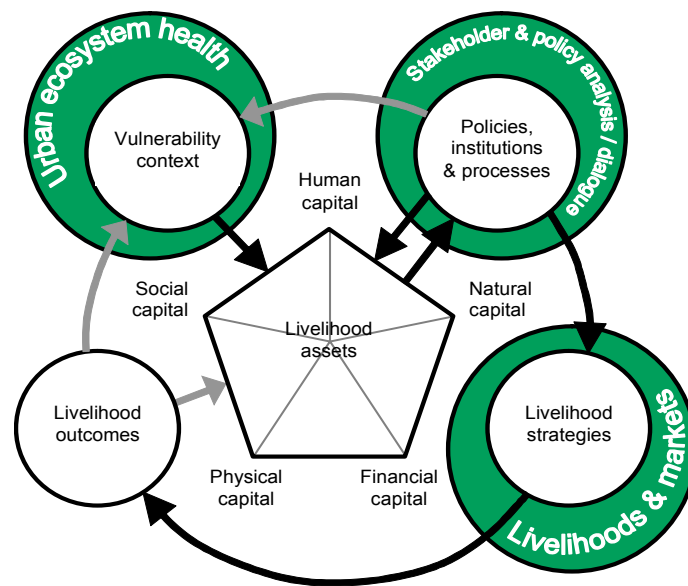 Urban ecosystem health
Stakeholder & policy analysis / dialogue
Vulnerability
context
Policies,
institutions
& processes
Human
capital
Social
capital
Natural
capital
Livelihood
assets
Livelihood
outcomes
Livelihood
strategies
Physical
capital
Financial
capital
Livelihoods & markets